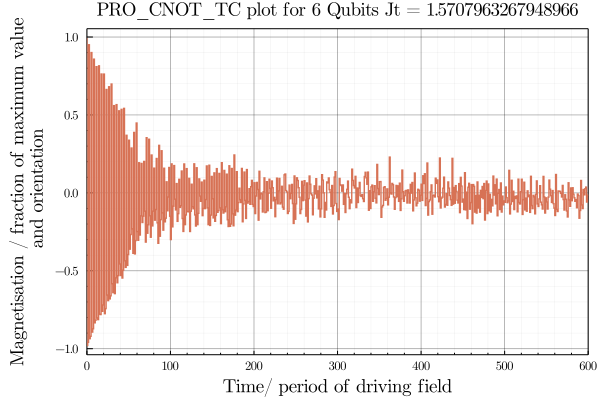 PRO_CNOT_TC plot for 6 Qubits Jt = 1.5707963267948966
Magnetisation / fraction of maximum value
and orientation
1.0
0.5
0.0
−0.5
−1.0
0 100 200 300 400 500 600
Time/ period of driving field